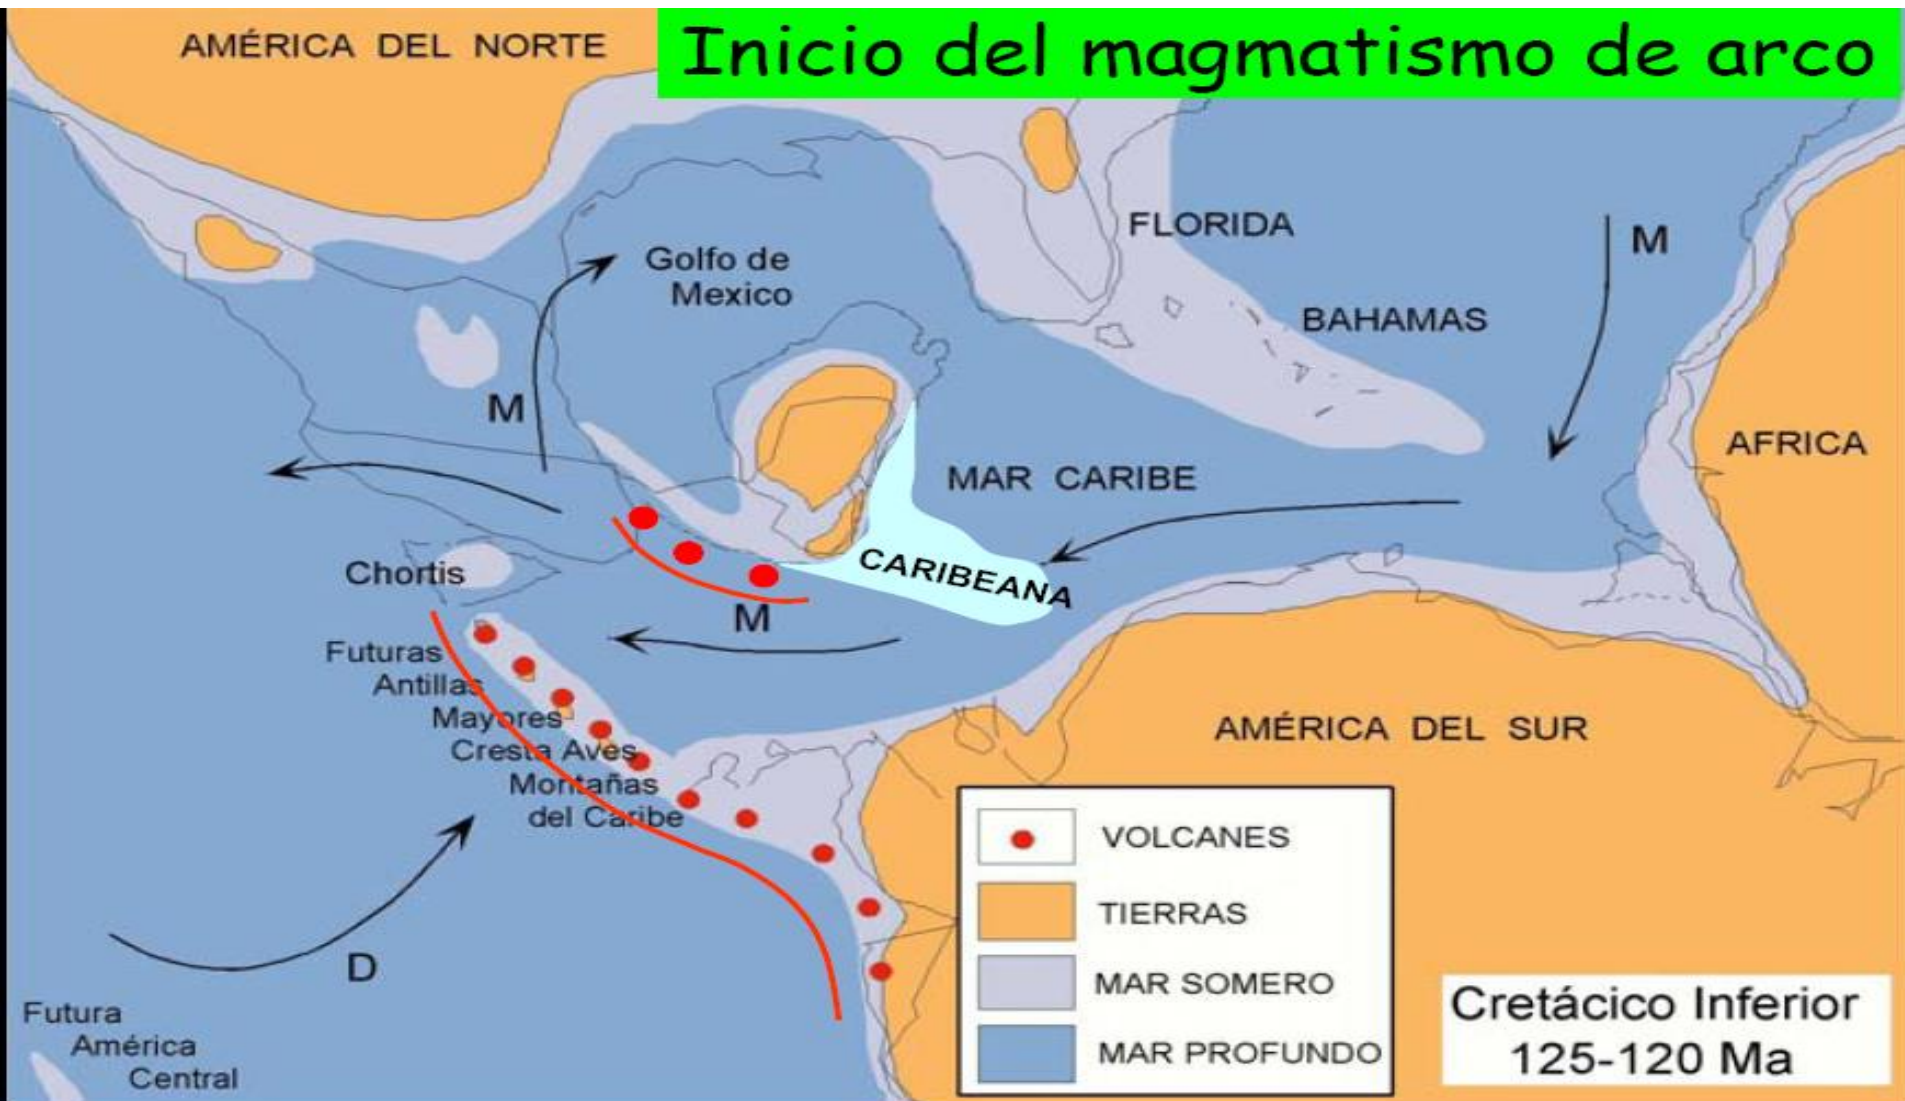 AMÉRICA DEL NORTE
Inicio del magmatismo de arco
FLORIDA
M
Golfo de
Mexico
BAHAMAS
M
AFRICA
MAR CARIBE
CARIBEANA
Chortis
M
Futuras
Antillas
Mayores
Cresta Aves
Montañas
del Caribe
AMÉRICA DEL SUR
D
Futura
América
Central
VOLCANES
TIERRAS
MAR SOMERO
MAR PROFUNDO
Cretácico Inferior
125-120 Ma